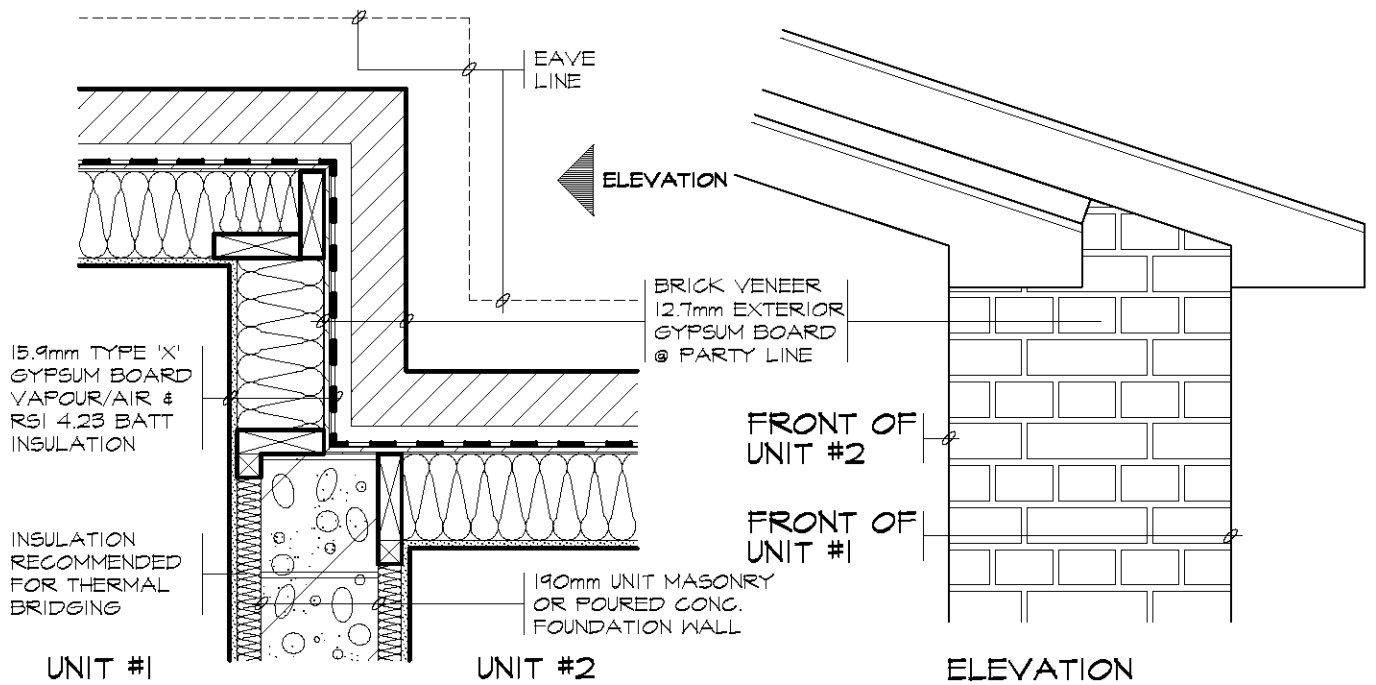 EAVE
LINE
ELEVATION
BRICK VENEER
12.7mm EXTERIOR
GYPSUM BOARD
@ PARTY LINE
15.9mm TYPE 'X'
GYPSUM BOARD
VAPOUR/AIR &
RSI 4.23 BATT
INSULATION
FRONT OF
UNIT #2
FRONT OF
UNIT #1
INSULATION
RECOMMENDED
FOR THERMAL
BRIDGING
190mm UNIT MASONRY
OR POURED CONC.
FOUNDATION WALL
UNIT #1
UNIT #2
ELEVATION